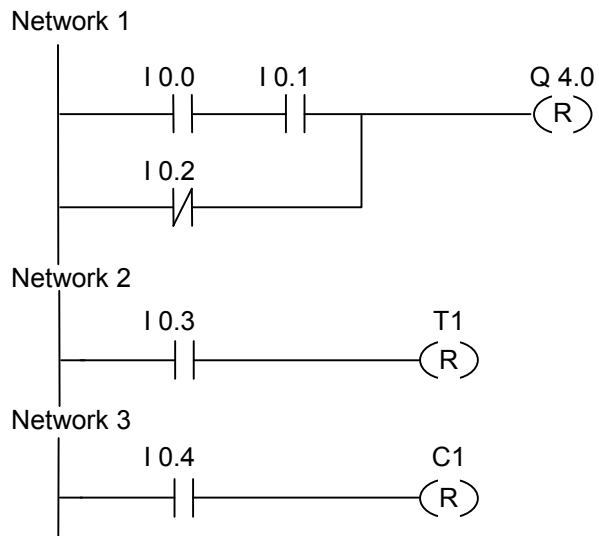 Network 1
I 0.0 I 0.1 Q 4.0
R
I 0.2
Network 2
I 0.3 T1
R
Network 3
I 0.4 C1
R